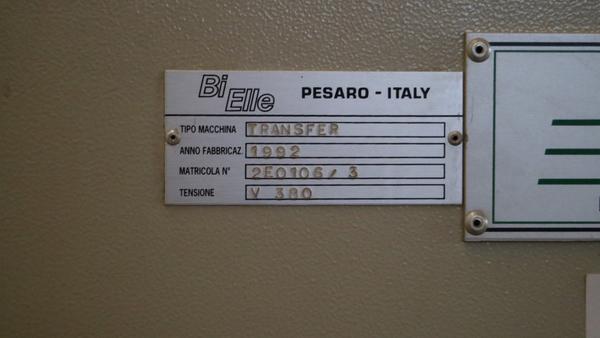 Bi Elle PESARO - ITALY
TIPO MACCHINA TRANSFER
ANNO FABBRICAZ. 1992
MATRICOLA N° 2E0106/3
TENSIONE V 380